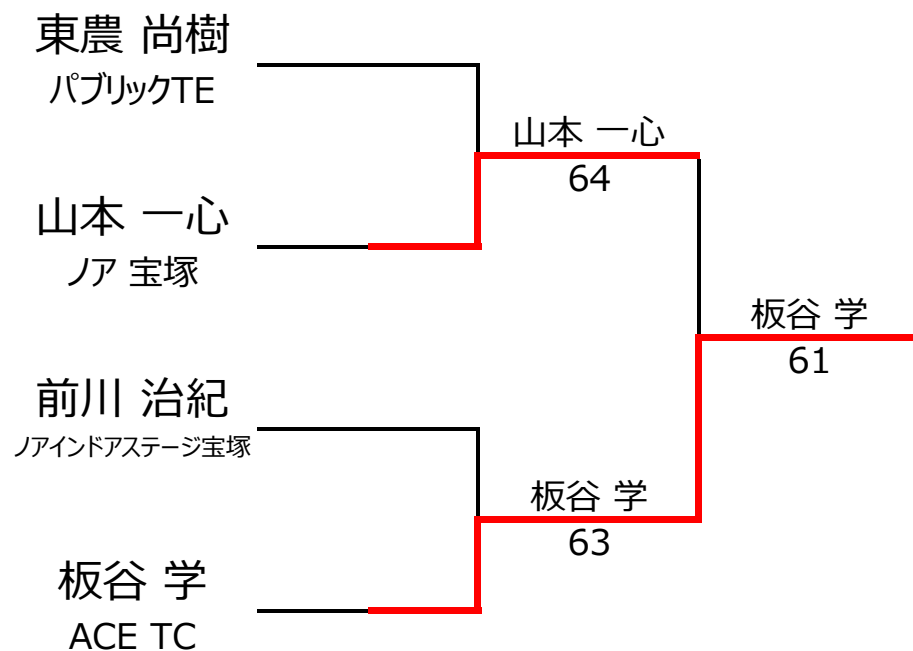 東農 尚樹
パブリックTE
山本 一心
64
山本 一心
ノア 宝塚
板谷 学
61
前川 治紀
ノアインドアステージ宝塚
板谷 学
63
板谷 学
ACE TC